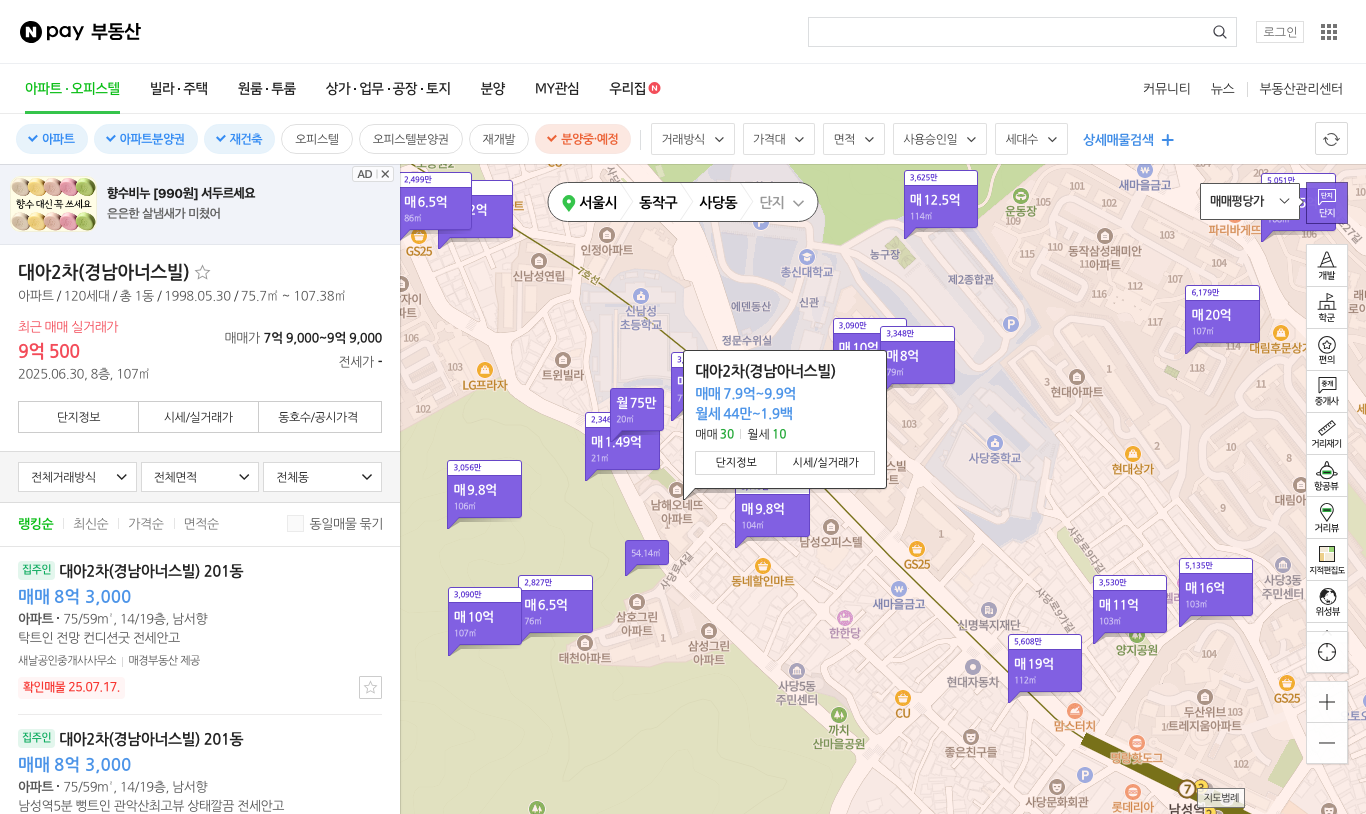 N pay 부동산
로그인
아파트·오피스텔 빌라·주택 원룸·투룸 상가·업무·공장·토지 분양 MY관심 우리집 N
커뮤니티 뉴스 부동산관리센터
아파트 아파트분양권 재건축 오피스텔 오피스텔분양권 재개발 분양중·예정 거래방식 가격대 면적 사용승인일 세대수 상세매물검색
AD
향수비누 [990원] 서두르세요
은은한 살냄새가 미쳤어
향수 대신 꼭 쓰세요
대아2차(경남아너스빌)
아파트 / 120세대 / 총 1동 / 1998.05.30 / 75.7㎡ ~ 107.38㎡
최근 매매 실거래가
9억 500
2025.06.30, 8층, 107㎡
매매가 7억 9,000~9억 9,000
전세가 -
단지정보 시세/실거래가 동호수/공시가격
전체거래방식 전체면적 전체동
랭킹순 최신순 가격순 면적순 동일매물 묶기
집주인 대아2차(경남아너스빌) 201동
매매 8억 3,000
아파트 · 75/59m², 14/19층, 남서향
탁트인 전망 컨디션굿 전세안고
새날공인중개사사무소 매경부동산 제공
확인매물 25.07.17.
집주인 대아2차(경남아너스빌) 201동
매매 8억 3,000
아파트 · 75/59m², 14/19층, 남서향
남성역5분 뻥트인 관악산최고뷰 상태깔끔 전세안고
서울시 동작구 사당동 단지
매매평당가
단지
개발
학군
편의
중개
중개사
거리재기
항공뷰
거리뷰
지적편집도
위성뷰
지도범례
2,499만
매6.5억
86㎡
GS25
인정아파트
신남성연립
7호선
신남성
초등학교
103
LG프라자
트윈빌라
102
3,625만
매12.5억
114㎡
운동장
새마을금고
105
5,051만
파리바게뜨
농구장
총신대학교
제2종합관
동작삼성래미안
아파트
에덴동산
신관
정문수위실
116
112
114
117
6,179만
매20억
107㎡
대림후문상가
3,090만
매10억
3,348만
매8억
79㎡
현대아파트
103
대아2차(경남아너스빌)
매매 7.9억~9.9억
월세 44만~1.9백
매매 30 월세 10
단지정보 시세/실거래가
월75만
20㎡
매1.49억
21㎡
3,056만
매9.8억
106㎡
남해오네뜨
아파트
매9.8억
104㎡
남성오피스텔
사당중학교
현대상가
54.14㎡
사당로4길
동네할인마트
GS25
사당로9다길
사당로9가길
2,827만
매6.5억
76㎡
3,090만
매10억
107㎡
삼호그린
아파트
태천아파트
삼성그린
아파트
새마을금고
한한당
신명복지재단
3,530만
매11억
103㎡
양지공원
5,135만
매16억
103㎡
사당3동
주민센터
5,608만
매19억
112㎡
사당5동
주민센터
현대자동차
CU
까치
산마을공원
좋은친구들
맘스터치
두산위브
트레지움아파트
103
104
102
GS25
사당문화회관
롯데리아
7
남성역